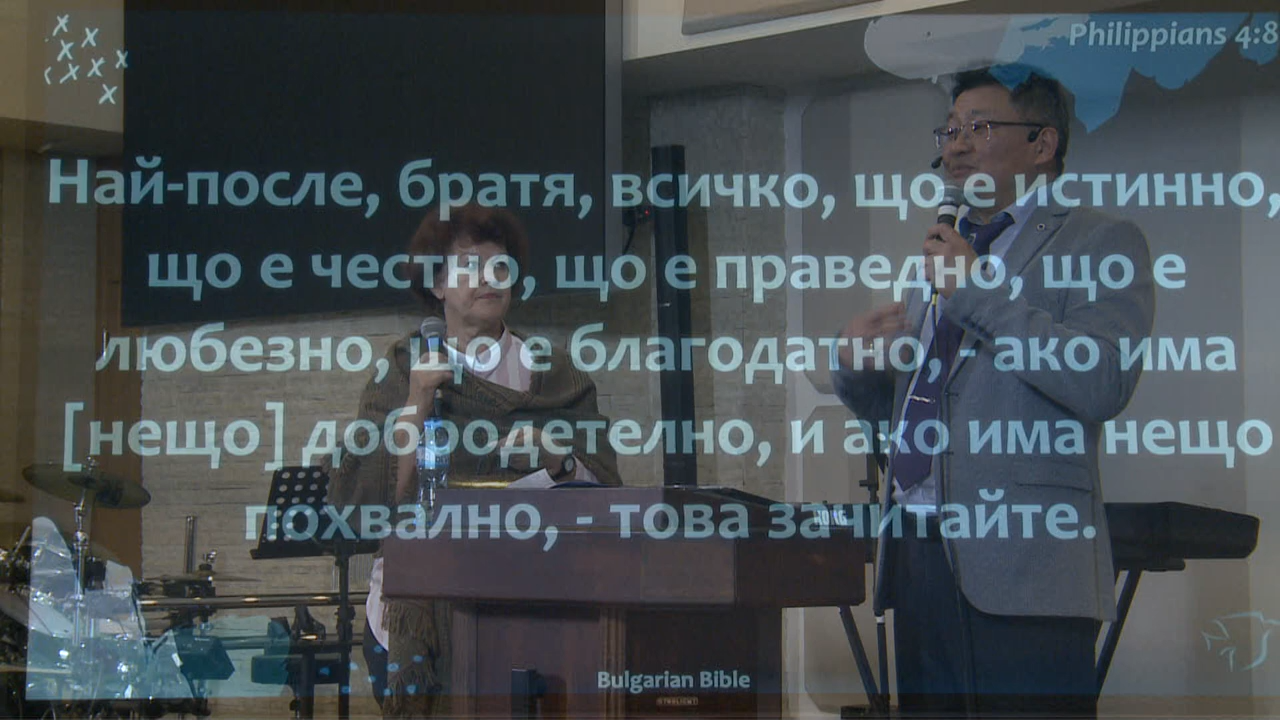 Philippians 4:8
Най-после, братя, всичко, що е истинно,
що е честно, що е праведно, що е
любезно, що е благодатно, - ако има
[нещо] добродетелно, и ако има нещо
похвално, - това зачитайте.
Bulgarian Bible